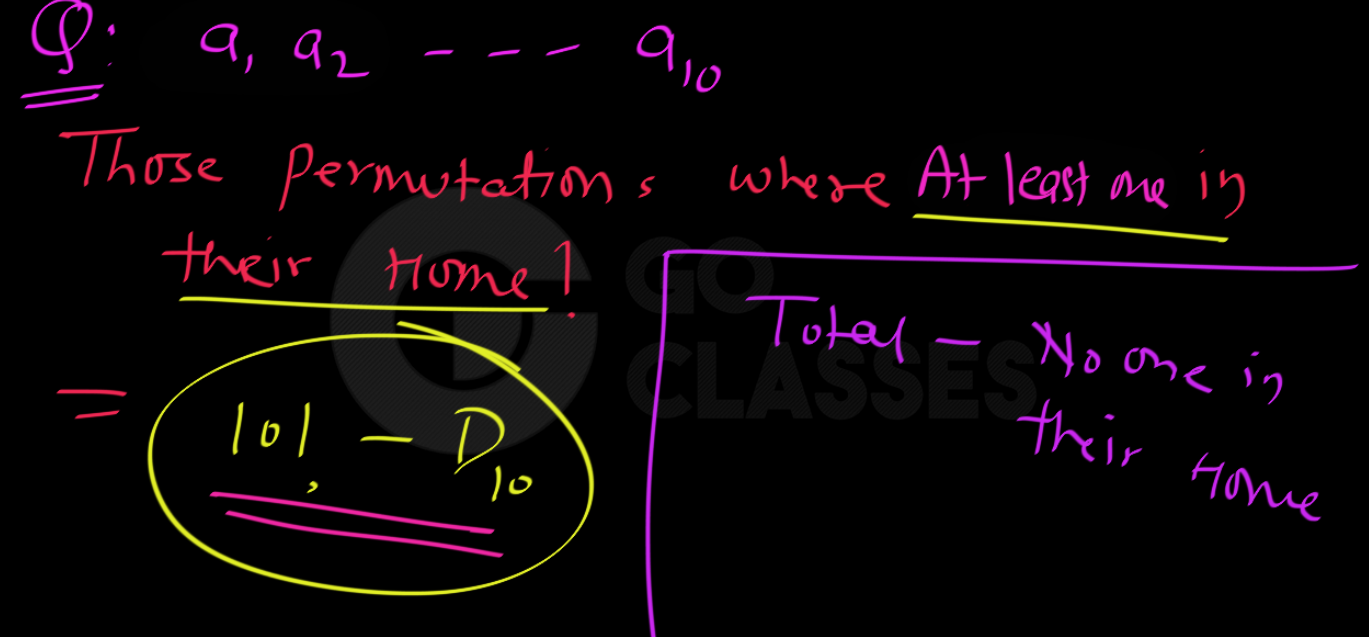 Q: a₁ a₂ - - - - a₁₀
Those permutations where At least one in
their Home!
= 10! - D₁₀
Total - No one in
their Home
GO
CLASSES